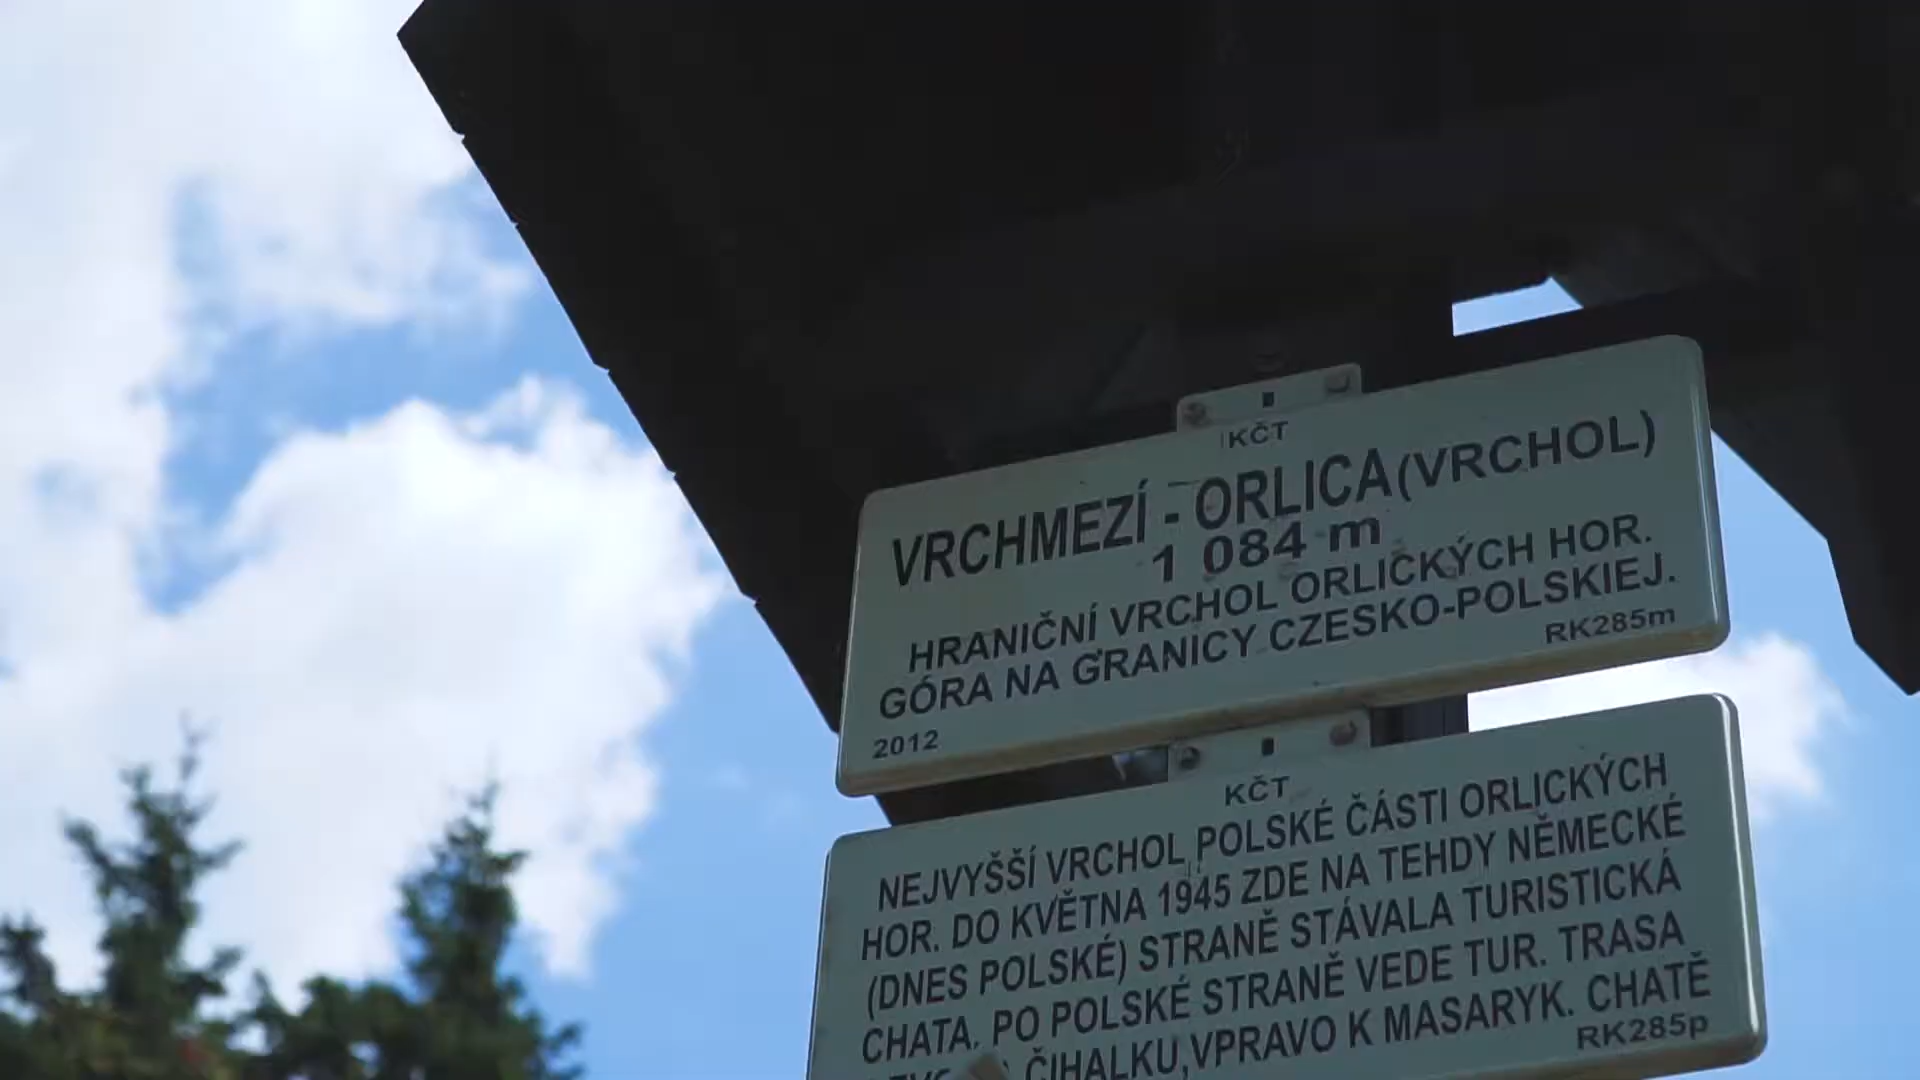 KČT
VRCHMEZÍ - ORLICA (VRCHOL)
1 084 m
HRANIČNÍ VRCHOL ORLICKÝCH HOR.
GÓRA NA GRANICY CZESKO-POLSKIEJ.
RK285m
2012
KČT
NEJVYŠŠÍ VRCHOL POLSKÉ ČÁSTI ORLICKÝCH
HOR. DO KVĚTNA 1945 ZDE NA TEHDY NĚMECKÉ
(DNES POLSKÉ) STRANĚ STÁVALA TURISTICKÁ
CHATA. PO POLSKÉ STRANĚ VEDE TUR. TRASA
ČIHALKU, VPRAVO K MASARYK. CHATĚ
RK285p